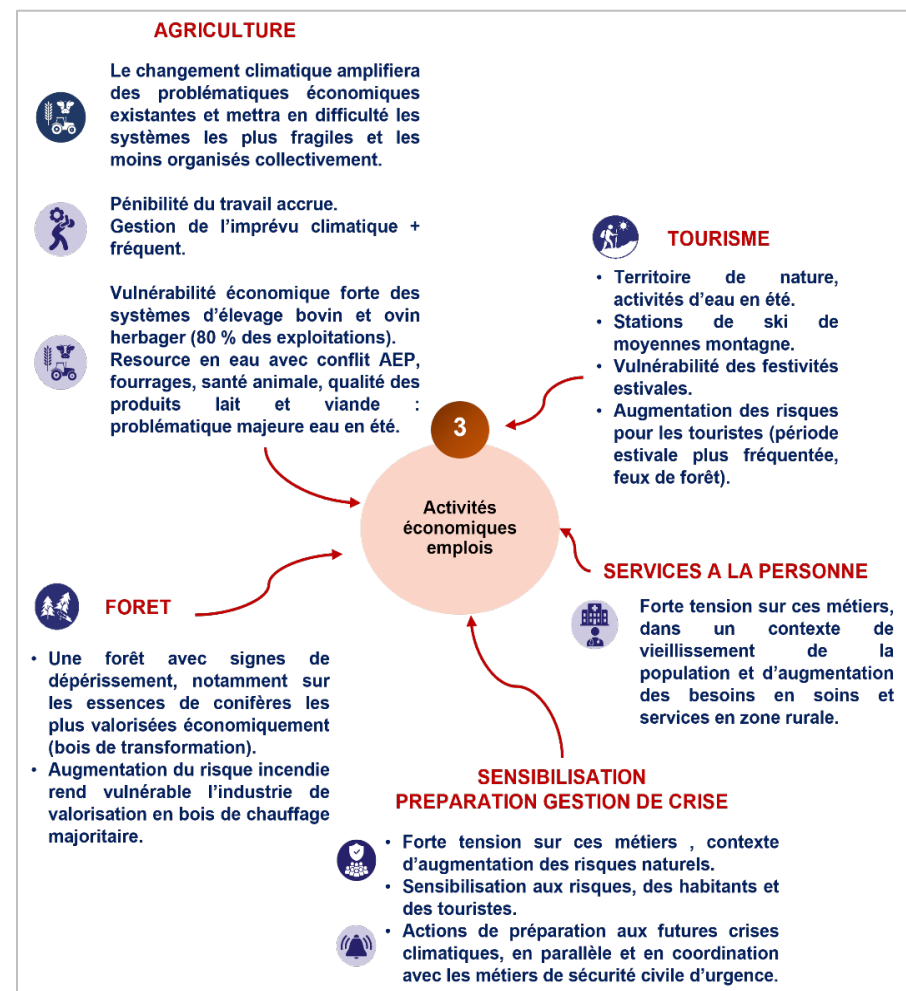 AGRICULTURE
Le changement climatique amplifiera
des problématiques économiques
existantes et mettra en difficulté les
systèmes les plus fragiles et les
moins organisés collectivement.
Pénibilité du travail accrue.
Gestion de l’imprévu climatique +
fréquent.
Vulnérabilité économique forte des
systèmes d’élevage bovin et ovin
herbager (80 % des exploitations).
Resource en eau avec conflit AEP,
fourrages, santé animale, qualité des
produits lait et viande :
problématique majeure eau en été.
TOURISME
• Territoire de nature,
activités d’eau en été.
• Stations de ski de
moyennes montagne.
• Vulnérabilité des festivités
estivales.
• Augmentation des risques
pour les touristes (période
estivale plus fréquentée,
feux de forêt).
3
Activités
économiques
emplois
FORET
• Une forêt avec signes de
dépérissement, notamment sur
les essences de conifères les
plus valorisées économiquement
(bois de transformation).
• Augmentation du risque incendie
rend vulnérable l’industrie de
valorisation en bois de chauffage
majoritaire.
SERVICES A LA PERSONNE
Forte tension sur ces métiers,
dans un contexte de
vieillissement de la
population et d’augmentation
des besoins en soins et
services en zone rurale.
SENSIBILISATION
PREPARATION GESTION DE CRISE
• Forte tension sur ces métiers , contexte
d’augmentation des risques naturels.
• Sensibilisation aux risques, des habitants et
des touristes.
• Actions de préparation aux futures crises
climatiques, en parallèle et en coordination
avec les métiers de sécurité civile d’urgence.